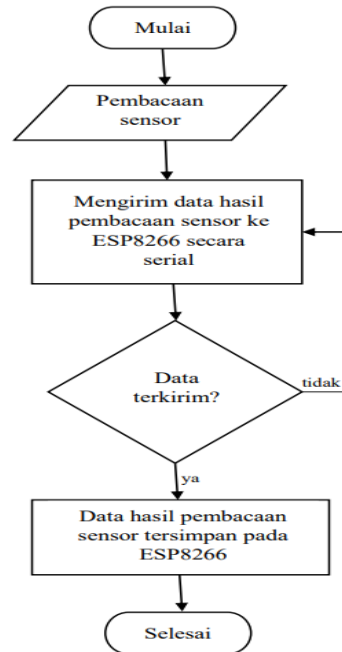 Mulai
Pembacaan
sensor
Mengirim data hasil
pembacaan sensor ke
ESP8266 secara
serial
Data
terkirim?
tidak
ya
Data hasil pembacaan
sensor tersimpan pada
ESP8266
Selesai